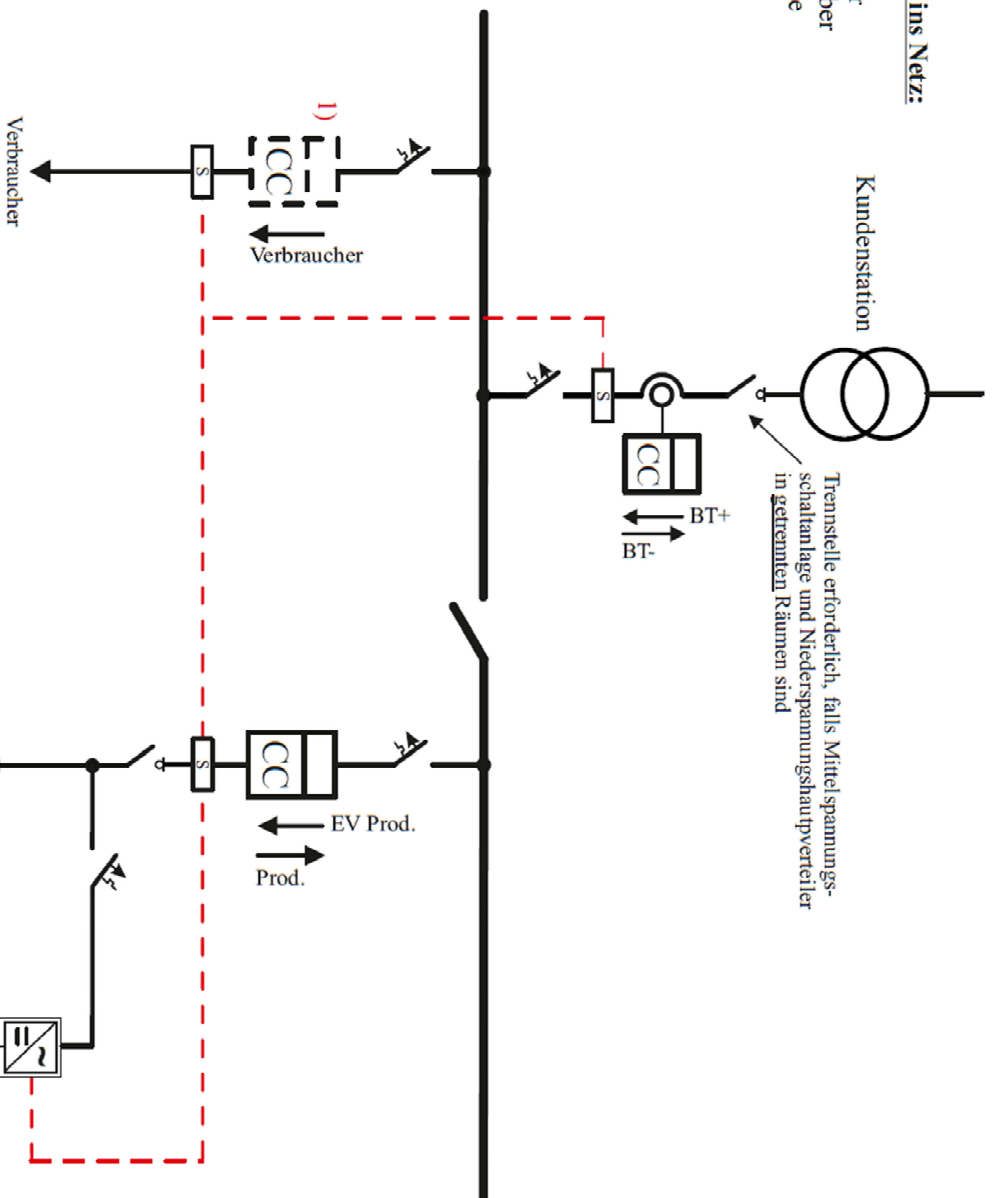 ins Netz:
r
ber
e
Kundenstation
Trennstelle erforderlich, falls Mittelspannungs-
schaltanlage und Niederspannungshautpverteiler
in getrennten Räumen sind
S
CC
BT+
BT-
1)
CC
Verbraucher
S
Verbraucher
CC
EV Prod.
Prod.
S
=
~